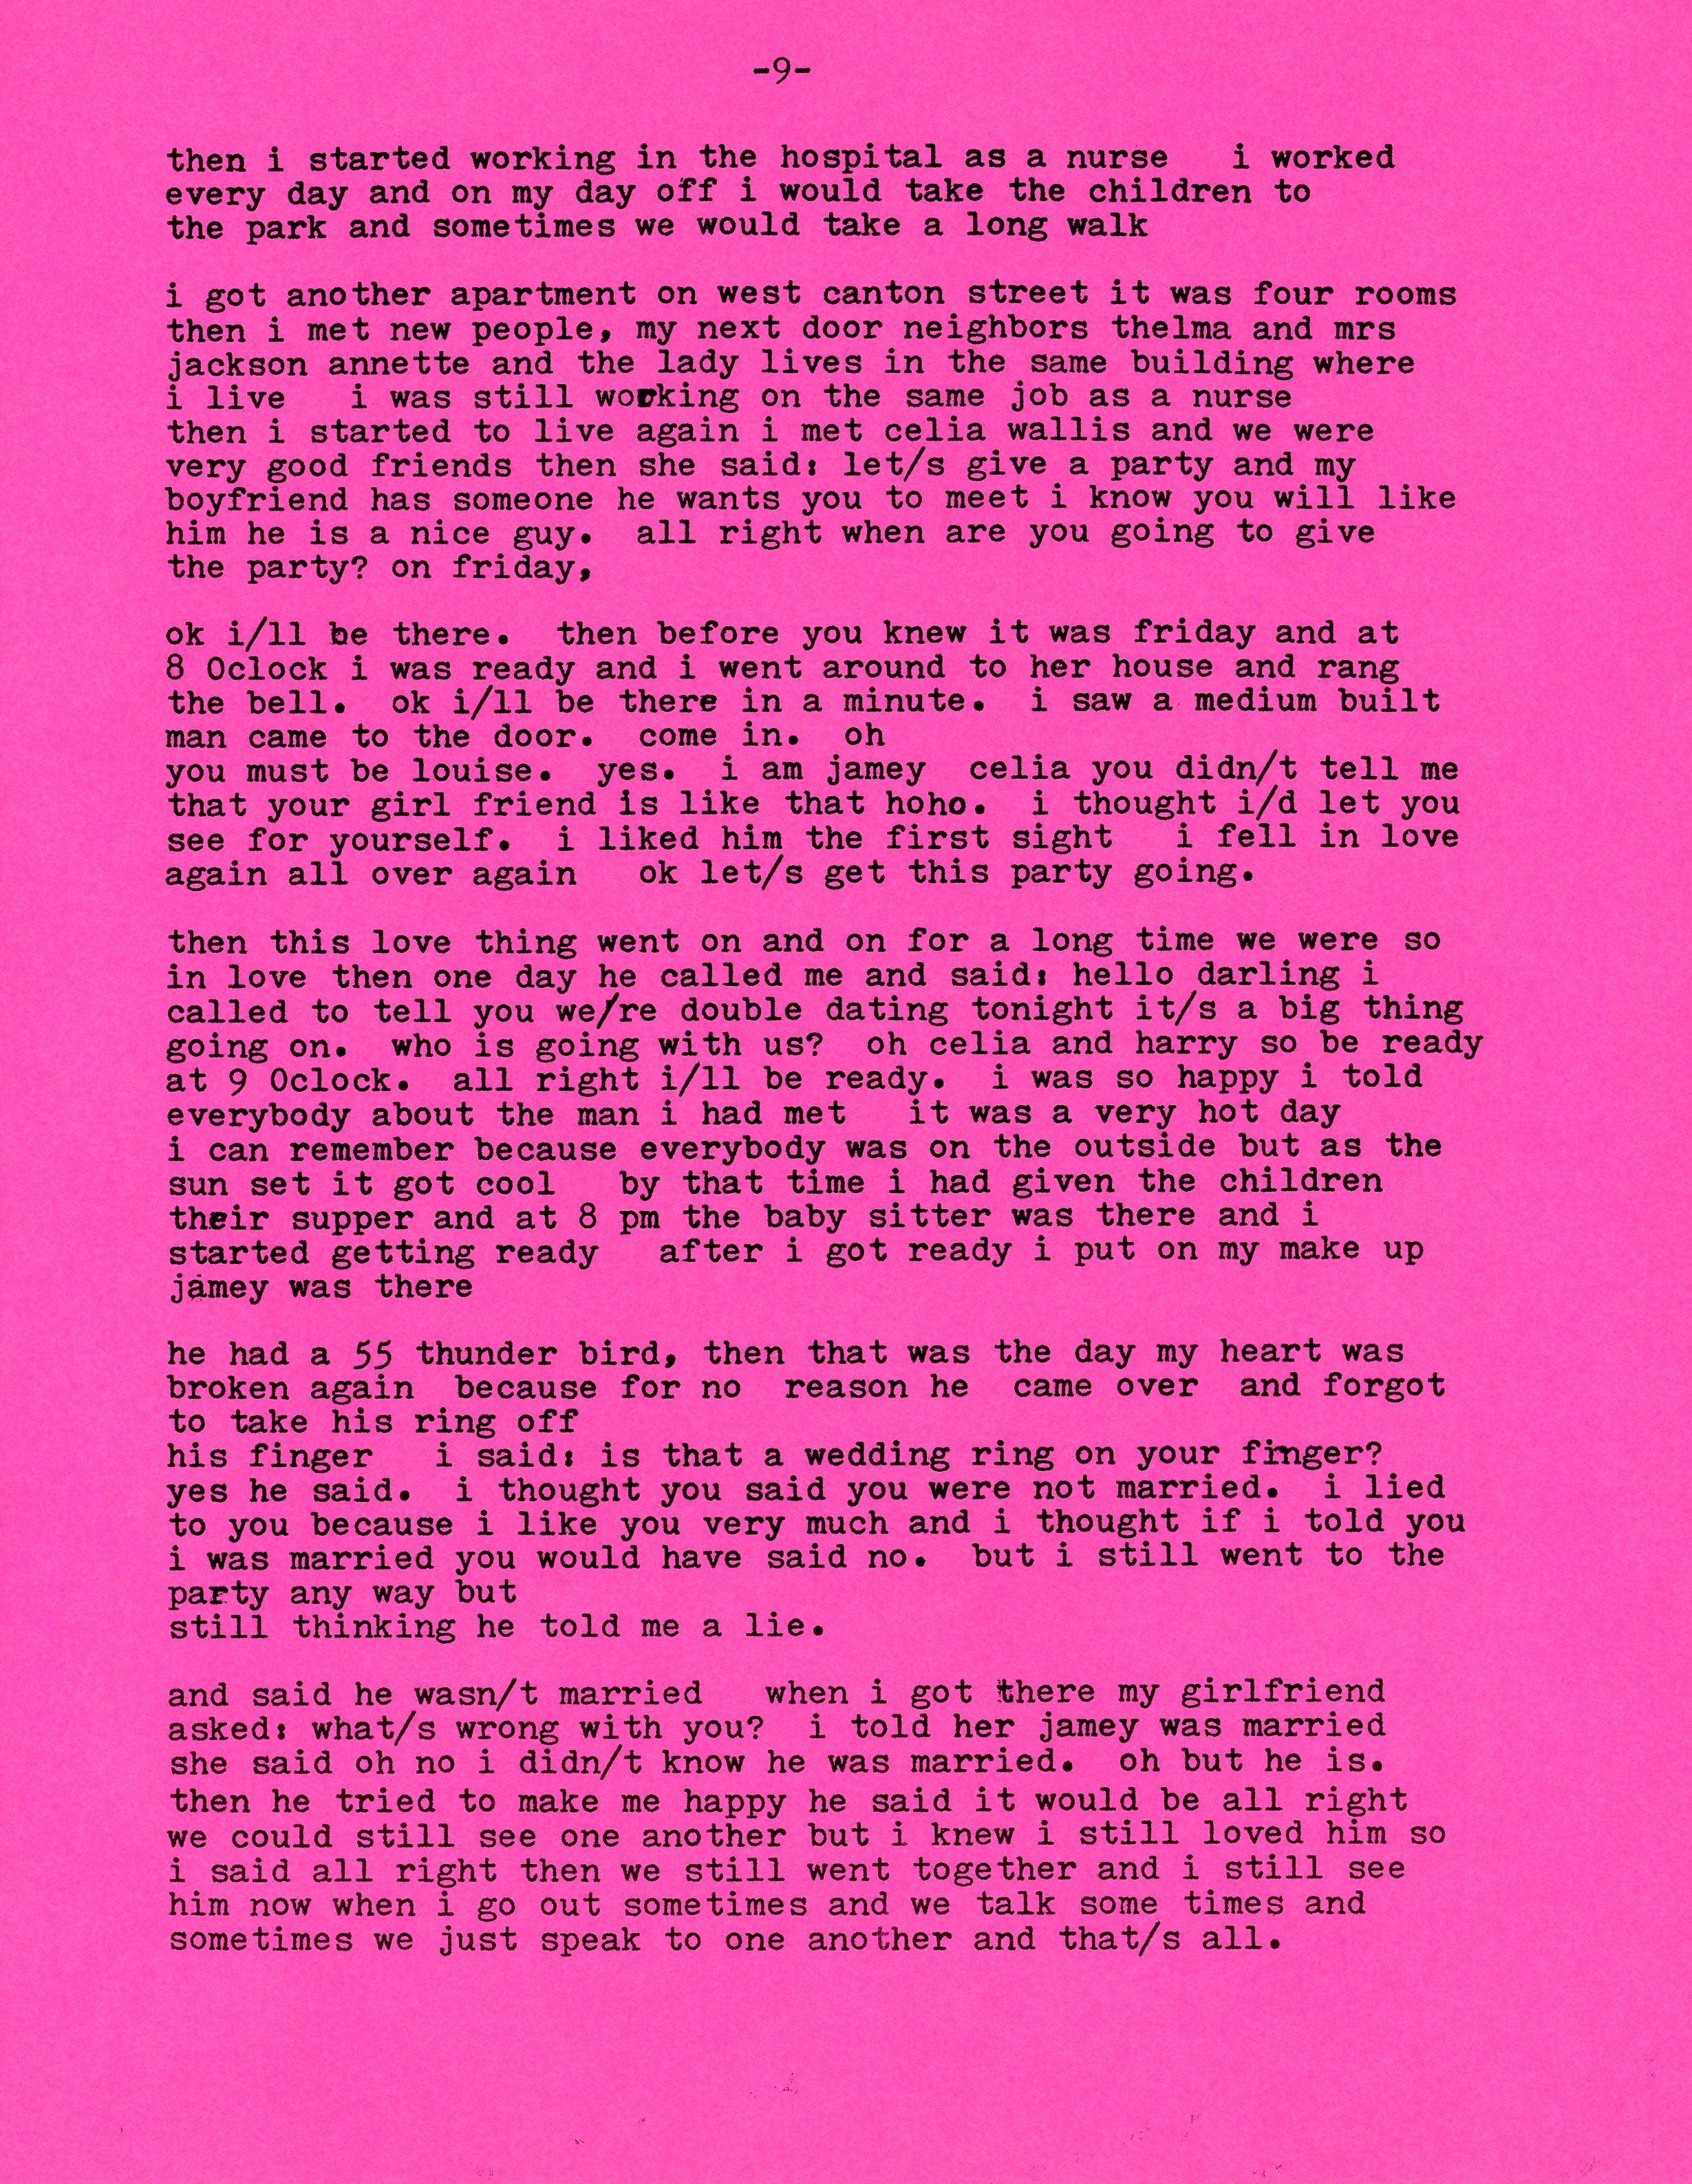 -9-
then i started working in the hospital as a nurse   i worked
every day and on my day off i would take the children to
the park and sometimes we would take a long walk
i got another apartment on west canton street it was four rooms
then i met new people, my next door neighbors thelma and mrs
jackson annette and the lady lives in the same building where
i live   i was still working on the same job as a nurse
then i started to live again i met celia wallis and we were
very good friends then she said: let/s give a party and my
boyfriend has someone he wants you to meet i know you will like
him he is a nice guy.  all right when are you going to give
the party? on friday,
ok i/ll be there.  then before you knew it was friday and at
8 Oclock i was ready and i went around to her house and rang
the bell.  ok i/ll be there in a minute.  i saw a medium built
man came to the door.  come in.  oh
you must be louise.  yes.  i am jamey  celia you didn/t tell me
that your girl friend is like that hoho.  i thought i/d let you
see for yourself.  i liked him the first sight   i fell in love
again all over again   ok let/s get this party going.
then this love thing went on and on for a long time we were so
in love then one day he called me and said: hello darling i
called to tell you we/re double dating tonight it/s a big thing
going on.  who is going with us?  oh celia and harry so be ready
at 9 Oclock.  all right i/ll be ready.  i was so happy i told
everybody about the man i had met   it was a very hot day
i can remember because everybody was on the outside but as the
sun set it got cool   by that time i had given the children
their supper and at 8 pm the baby sitter was there and i
started getting ready   after i got ready i put on my make up
jamey was there
he had a 55 thunder bird, then that was the day my heart was
broken again  because for no  reason he  came over  and forgot
to take his ring off
his finger   i said: is that a wedding ring on your finger?
yes he said.  i thought you said you were not married.  i lied
to you because i like you very much and i thought if i told you
i was married you would have said no.  but i still went to the
party any way but
still thinking he told me a lie.
and said he wasn/t married   when i got there my girlfriend
asked: what/s wrong with you?  i told her jamey was married
she said oh no i didn/t know he was married.  oh but he is.
then he tried to make me happy he said it would be all right
we could still see one another but i knew i still loved him so
i said all right then we still went together and i still see
him now when i go out sometimes and we talk some times and
sometimes we just speak to one another and that/s all.